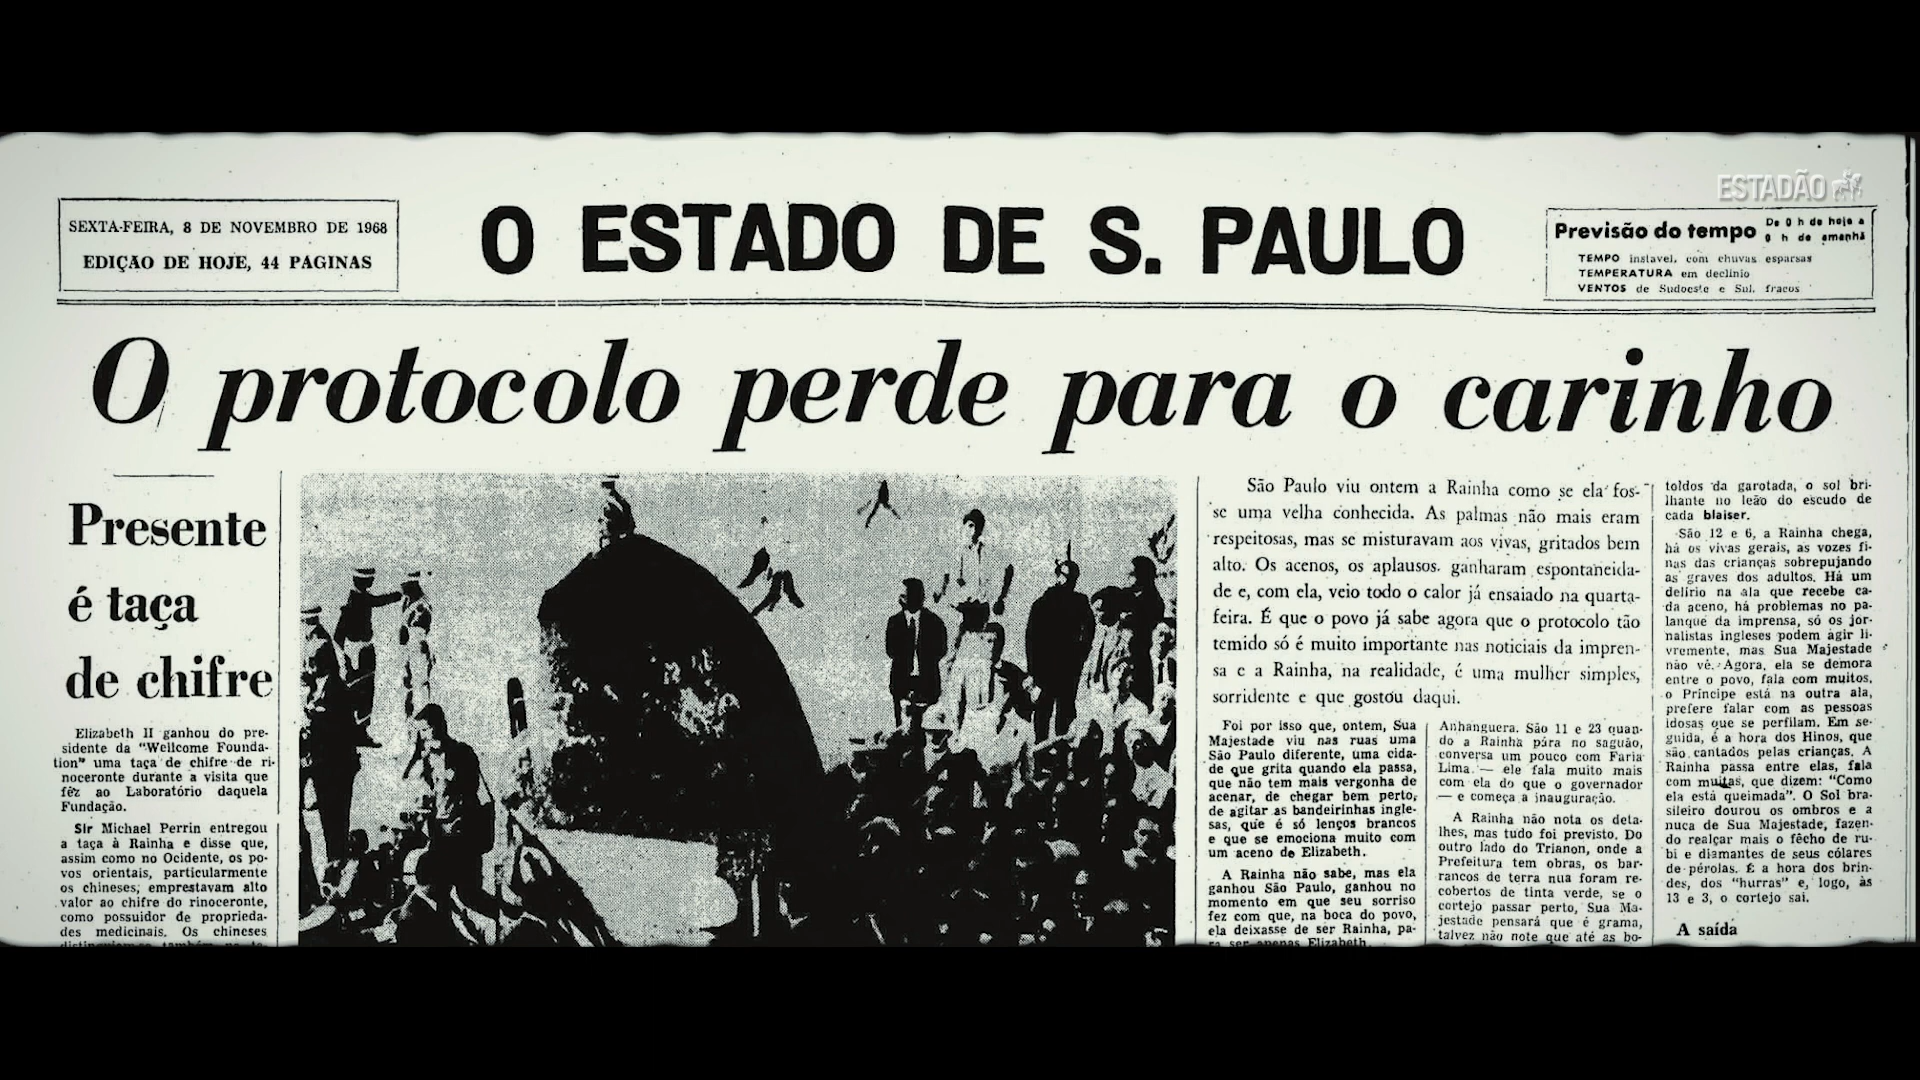 ESTADÃO
SEXTA-FEIRA, 8 DE NOVEMBRO DE 1968
EDIÇÃO DE HOJE, 44 PAGINAS
O ESTADO DE S. PAULO
Previsão do tempo
De 0 h de hoje a
0 h de amanhã
TEMPO instavel, com chuvas esparsas
TEMPERATURA em declinio
VENTOS de Sudoeste e Sul, fracos
O protocolo perde para o carinho
Presente
é taça
de chifre
Elizabeth II ganhou do pre-
sidente da "Wellcome Founda-
tion" uma taça de chifre de ri-
noceronte durante a visita que
fêz ao Laboratório daquela
Fundação.
Sir Michael Perrin entregou
a taça à Rainha e disse que,
assim como no Ocidente, os po-
vos orientais, particularmente
os chineses, emprestavam alto
valor ao chifre do rinoceronte,
como possuidor de proprieda-
des medicinais. Os chineses
São Paulo viu ontem a Rainha como se ela fos-
se uma velha conhecida. As palmas não mais eram
respeitosas, mas se misturavam aos vivas, gritados bem
alto. Os acenos, os aplausos. ganharam espontaneida-
de e, com ela, veio todo o calor já ensaiado na quarta-
feira. É que o povo já sabe agora que o protocolo tão
temido só é muito importante nas noticiais da impren-
sa e a Rainha, na realidade, é uma mulher simples,
sorridente e que gostou daqui.
Foi por isso que, ontem, Sua
Majestade viu nas ruas uma
São Paulo diferente, uma cida-
de que grita quando ela passa,
que não tem mais vergonha de
acenar, de chegar bem perto,
de agitar as bandeirinhas ingle-
sas, que é só lenços brancos
e que se emociona muito com
um aceno de Elizabeth.
A Rainha não sabe, mas ela
ganhou São Paulo, ganhou no
momento em que seu sorriso
fez com que, na boca do povo,
ela deixasse de ser Rainha, pa-
ra ser apenas Elizabeth.
Anhanguera. São 11 e 23 quan-
do a Rainha pára no saguão,
conversa um pouco com Faria
Lima. — ele fala muito mais
com ela do que o governador
— e começa a inauguração.
A Rainha não nota os deta-
lhes, mas tudo foi previsto. Do
outro lado do Trianon, onde a
Prefeitura tem obras, os bar-
rancos de terra nua foram re-
cobertos de tinta verde, se o
cortejo passar perto, Sua Ma-
jestade pensará que é grama,
talvez não note que até as bo-
toldos da garotada, o sol bri-
lhante no leão do escudo de
cada blaiser.
São 12 e 6, a Rainha chega,
há os vivas gerais, as vozes fi-
nas das crianças sobrepujando
as graves dos adultos. Há um
delírio na ala que recebe ca-
da aceno, há problemas no pa-
lanque da imprensa, só os jor-
nalistas ingleses podem agir li-
vremente, mas Sua Majestade
não vê. Agora, ela se demora
entre o povo, fala com muitos,
o Príncipe está na outra ala,
prefere falar com as pessoas
idosas que se perfilam. Em se-
guida, é a hora dos Hinos, que
são cantados pelas crianças. A
Rainha passa entre elas, fala
com muitas, que dizem: "Como
ela está queimada". O Sol bra-
sileiro dourou os ombros e a
nuca de Sua Majestade, fazen-
do realçar mais o fêcho de ru-
bi e diamantes de seus cólares
de pérolas. É a hora dos brin-
des, dos "hurras" e, logo, às
13 e 3, o cortejo sai.
A saída